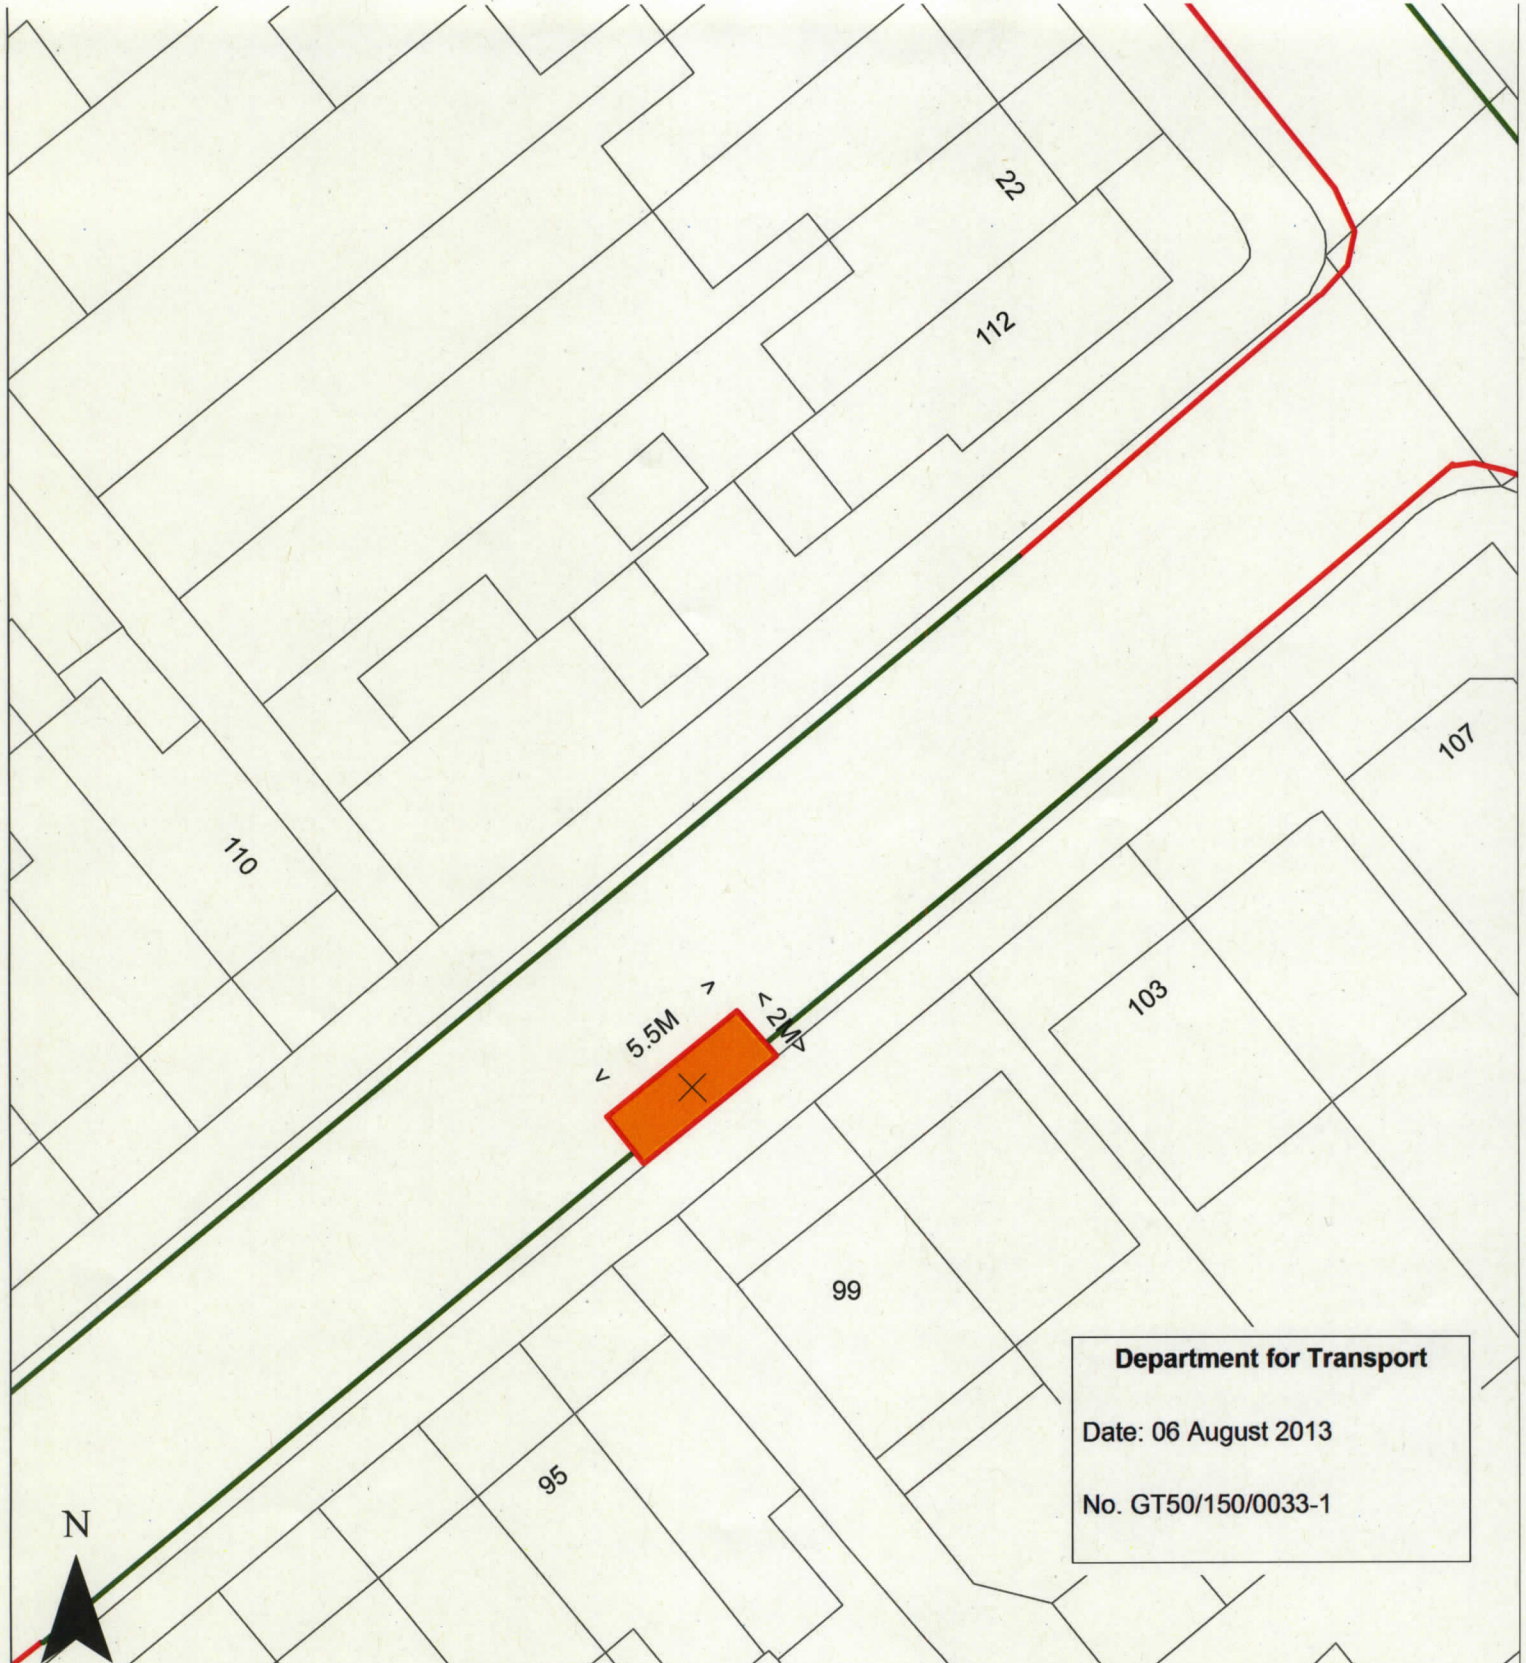 22
112
107
110
103
< 5.5M >
< 2M >
99
95
Department for Transport
Date: 06 August 2013
No. GT50/150/0033-1
N